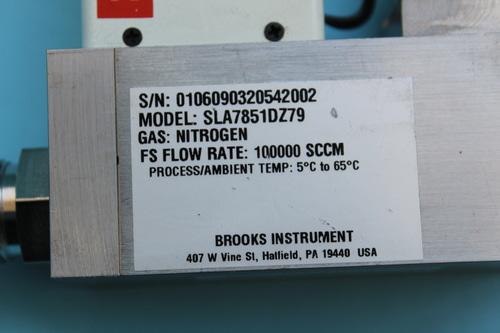 S/N: 0106090320542002
MODEL: SLA7851DZ79
GAS: NITROGEN
FS FLOW RATE: 100000 SCCM
PROCESS/AMBIENT TEMP: 5°C to 65°C
BROOKS INSTRUMENT
407 W Vine St, Hatfield, PA 19440 USA